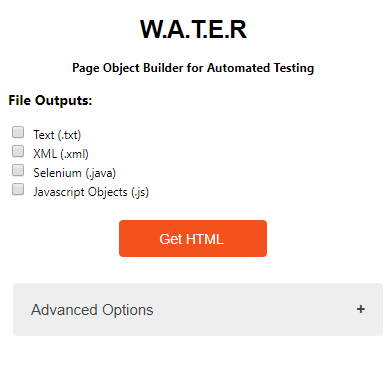 W.A.T.E.R
Page Object Builder for Automated Testing
File Outputs:
Text (.txt)
XML (.xml)
Selenium (.java)
Javascript Objects (.js)
Get HTML
Advanced Options +